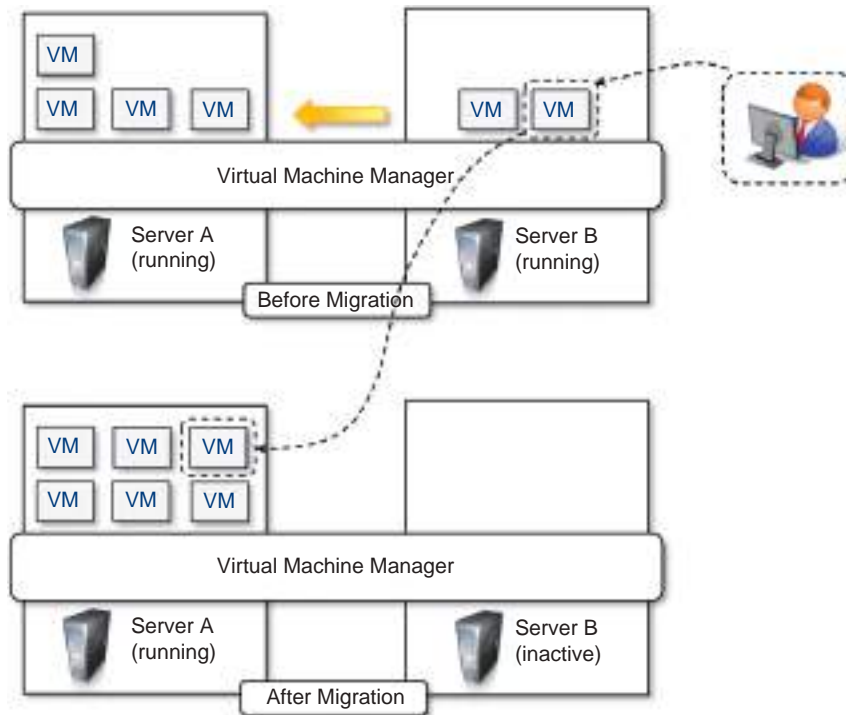 VM
VM VM VM
VM VM
Virtual Machine Manager
Server A
(running)
Server B
(running)
Before Migration
VM VM VM
VM VM VM
Virtual Machine Manager
Server A
(running)
Server B
(inactive)
After Migration